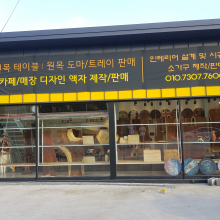 원목 테이블 | 원목 도마/트레이 판매
카페/매장 디자인 액자 제작/판매
인테리어 설계 및 시공
소가구 제작/판매
010.7307.760